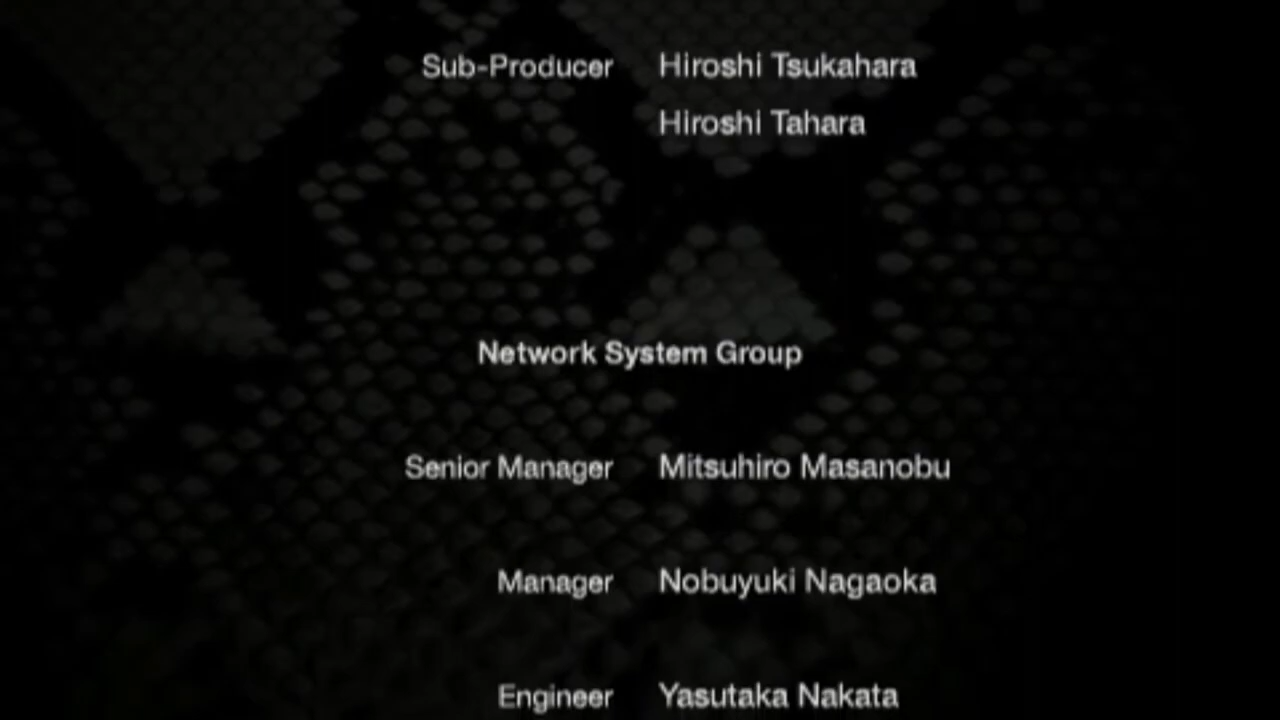 Sub-Producer Hiroshi Tsukahara
Hiroshi Tahara
Network System Group
Senior Manager Mitsuhiro Masanobu
Manager Nobuyuki Nagaoka
Engineer Yasutaka Nakata